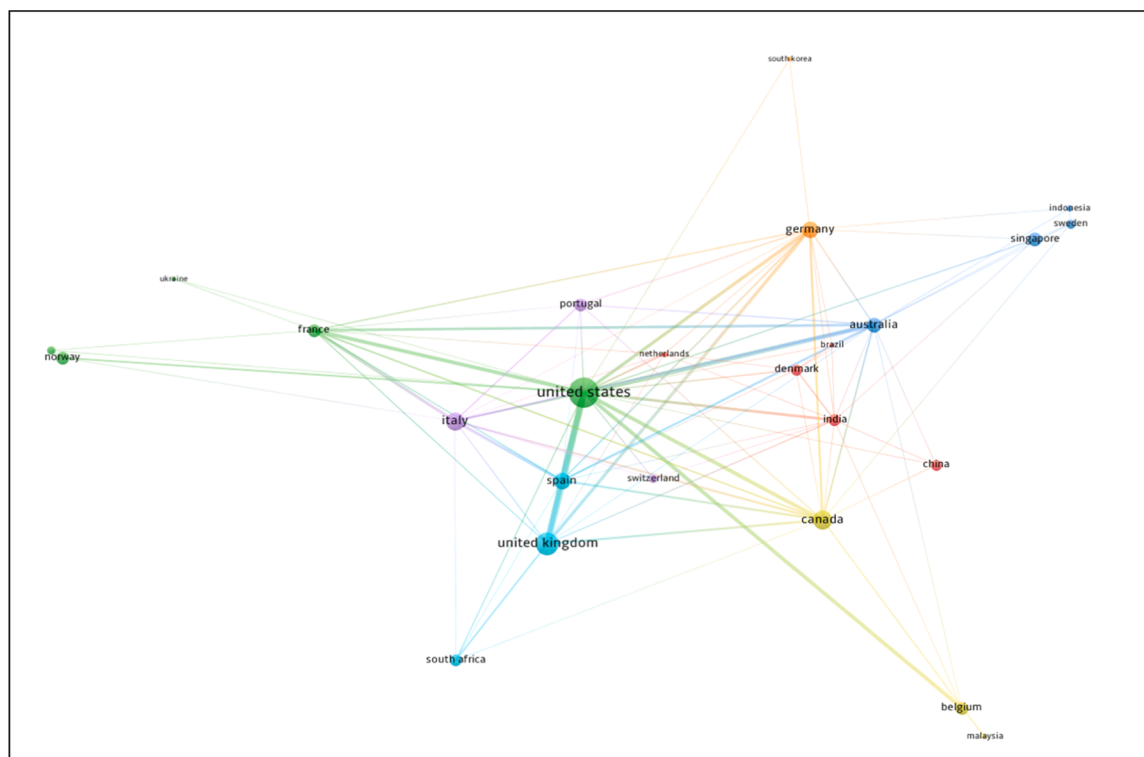 south korea
indonesia
sweden
germany
singapore
ukraine
portugal
france
australia
brazil
norway
netherlands
denmark
united states
italy
india
china
spain
switzerland
canada
united kingdom
south africa
belgium
malaysia